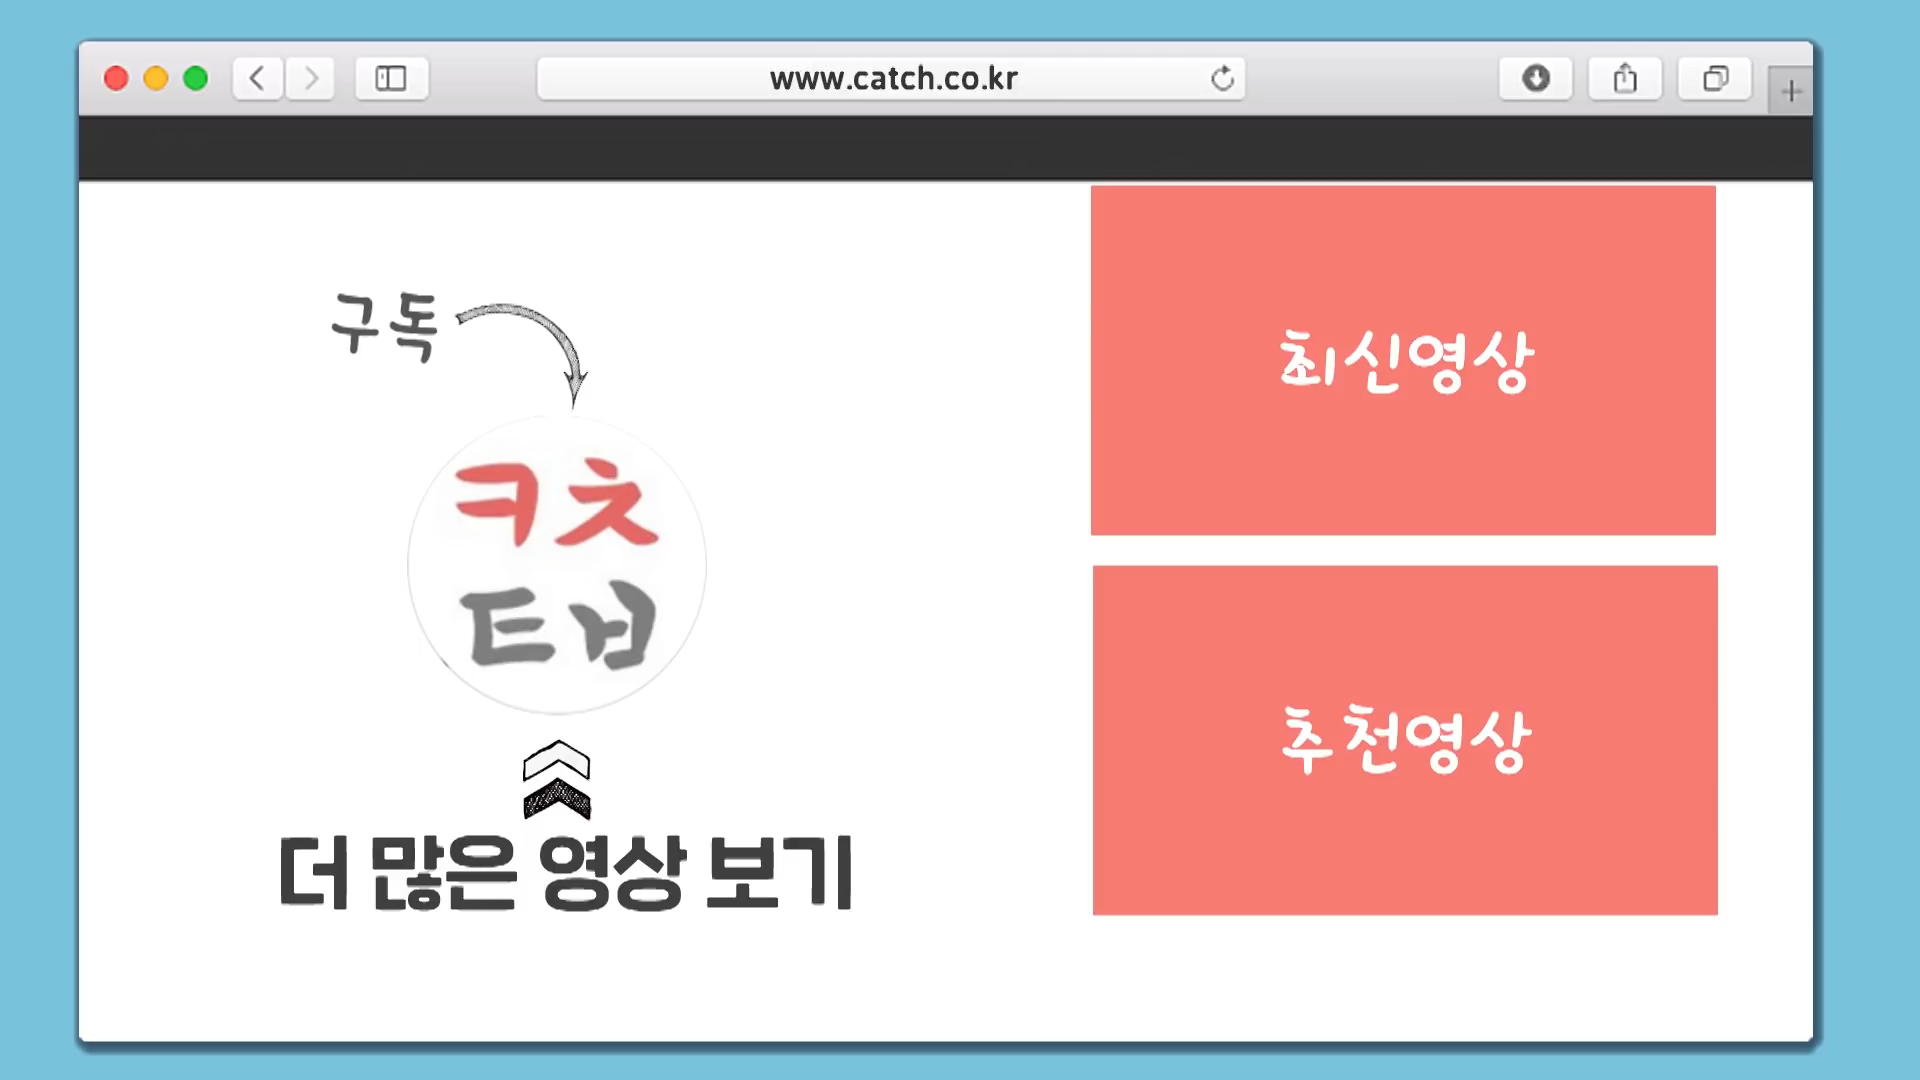 www.catch.co.kr
구독
ㅋㅊ
ㅌㅂ
더 많은 영상 보기
최신영상
추천영상